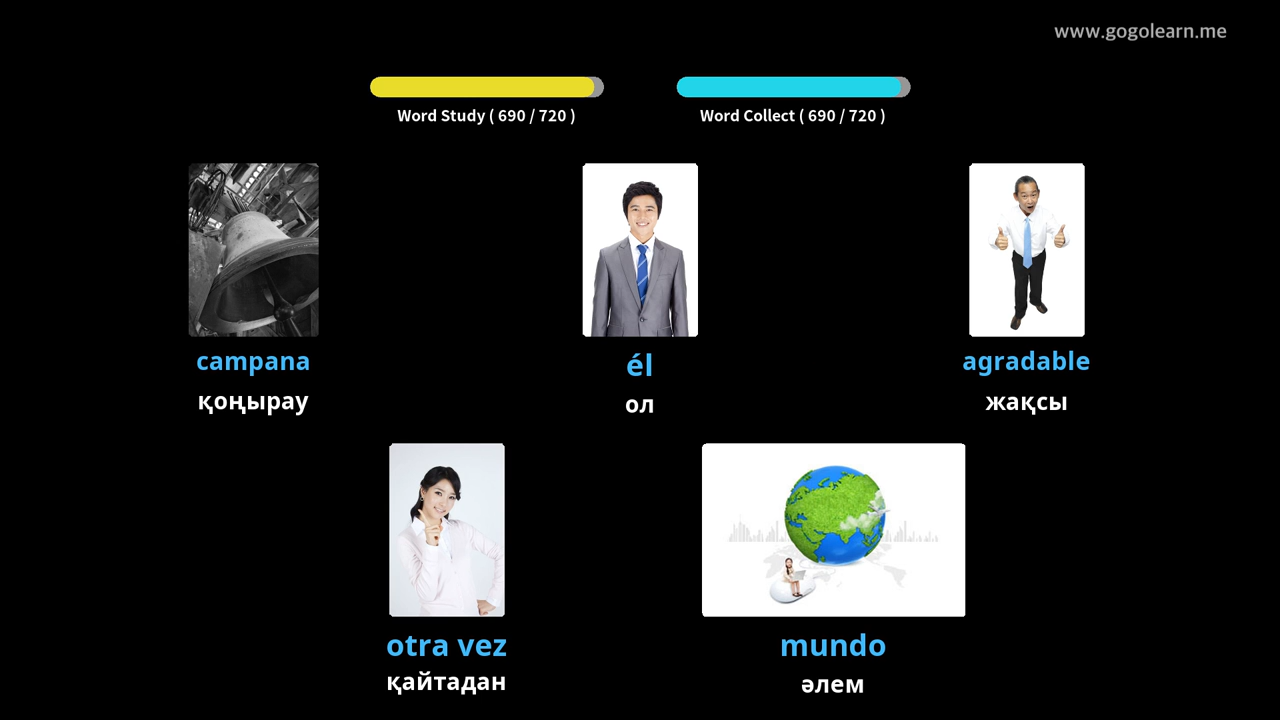 www.gogolearn.me
Word Study ( 690 / 720 )
Word Collect ( 690 / 720 )
campana
қоңырау
él
ол
agradable
жақсы
otra vez
қайтадан
mundo
әлем